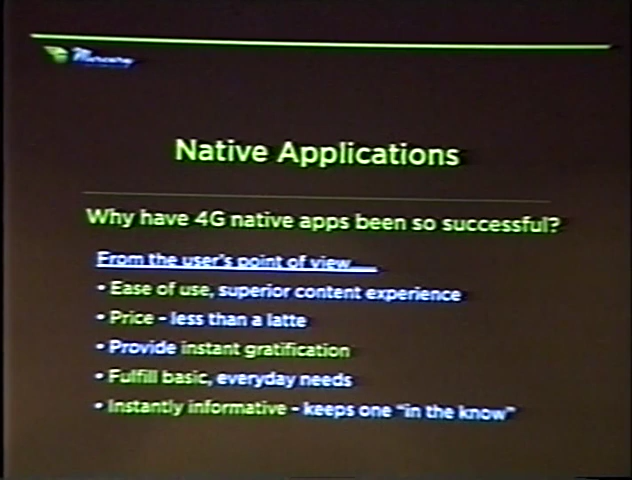 Mercury
Native Applications
Why have 4G native apps been so successful?
From the user's point of view.....
• Ease of use, superior content experience
• Price - less than a latte
• Provide instant gratification
• Fulfill basic, everyday needs
• Instantly informative - keeps one "in the know"